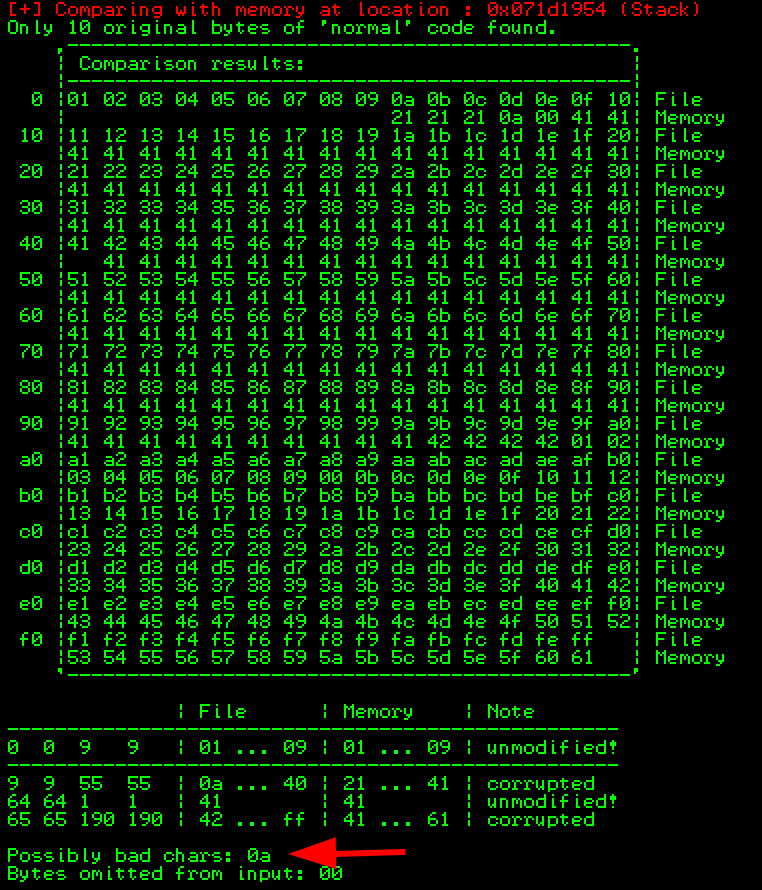 [+] Comparing with memory at location : 0x071d1954 (Stack)
Only 10 original bytes of 'normal' code found.
Comparison results:
0 |01 02 03 04 05 06 07 08 09 0a 0b 0c 0d 0e 0f 10| File
| 21 21 21 0a 00 41 41| Memory
10 |11 12 13 14 15 16 17 18 19 1a 1b 1c 1d 1e 1f 20| File
|41 41 41 41 41 41 41 41 41 41 41 41 41 41 41 41| Memory
20 |21 22 23 24 25 26 27 28 29 2a 2b 2c 2d 2e 2f 30| File
|41 41 41 41 41 41 41 41 41 41 41 41 41 41 41 41| Memory
30 |31 32 33 34 35 36 37 38 39 3a 3b 3c 3d 3e 3f 40| File
|41 41 41 41 41 41 41 41 41 41 41 41 41 41 41 41| Memory
40 |41 42 43 44 45 46 47 48 49 4a 4b 4c 4d 4e 4f 50| File
| 41 41 41 41 41 41 41 41 41 41 41 41 41 41 41| Memory
50 |51 52 53 54 55 56 57 58 59 5a 5b 5c 5d 5e 5f 60| File
|41 41 41 41 41 41 41 41 41 41 41 41 41 41 41 41| Memory
60 |61 62 63 64 65 66 67 68 69 6a 6b 6c 6d 6e 6f 70| File
|41 41 41 41 41 41 41 41 41 41 41 41 41 41 41 41| Memory
70 |71 72 73 74 75 76 77 78 79 7a 7b 7c 7d 7e 7f 80| File
|41 41 41 41 41 41 41 41 41 41 41 41 41 41 41 41| Memory
80 |81 82 83 84 85 86 87 88 89 8a 8b 8c 8d 8e 8f 90| File
|41 41 41 41 41 41 41 41 41 41 41 41 41 41 41 41| Memory
90 |91 92 93 94 95 96 97 98 99 9a 9b 9c 9d 9e 9f a0| File
|41 41 41 41 41 41 41 41 41 41 42 42 42 42 01 02| Memory
a0 |a1 a2 a3 a4 a5 a6 a7 a8 a9 aa ab ac ad ae af b0| File
|03 04 05 06 07 08 09 00 0b 0c 0d 0e 0f 10 11 12| Memory
b0 |b1 b2 b3 b4 b5 b6 b7 b8 b9 ba bb bc bd be bf c0| File
|13 14 15 16 17 18 19 1a 1b 1c 1d 1e 1f 20 21 22| Memory
c0 |c1 c2 c3 c4 c5 c6 c7 c8 c9 ca cb cc cd ce cf d0| File
|23 24 25 26 27 28 29 2a 2b 2c 2d 2e 2f 30 31 32| Memory
d0 |d1 d2 d3 d4 d5 d6 d7 d8 d9 da db dc dd de df e0| File
|33 34 35 36 37 38 39 3a 3b 3c 3d 3e 3f 40 41 42| Memory
e0 |e1 e2 e3 e4 e5 e6 e7 e8 e9 ea eb ec ed ee ef f0| File
|43 44 45 46 47 48 49 4a 4b 4c 4d 4e 4f 50 51 52| Memory
f0 |f1 f2 f3 f4 f5 f6 f7 f8 f9 fa fb fc fd fe ff | File
|53 54 55 56 57 58 59 5a 5b 5c 5d 5e 5f 60 61 | Memory
| File | Memory | Note
0 0 9 9 | 01 ... 09 | 01 ... 09 | unmodified!
9 9 55 55 | 0a ... 40 | 21 ... 41 | corrupted
64 64 1 1 | 41 | 41 | unmodified!
65 65 190 190 | 42 ... ff | 41 ... 61 | corrupted
Possibly bad chars: 0a
Bytes omitted from input: 00